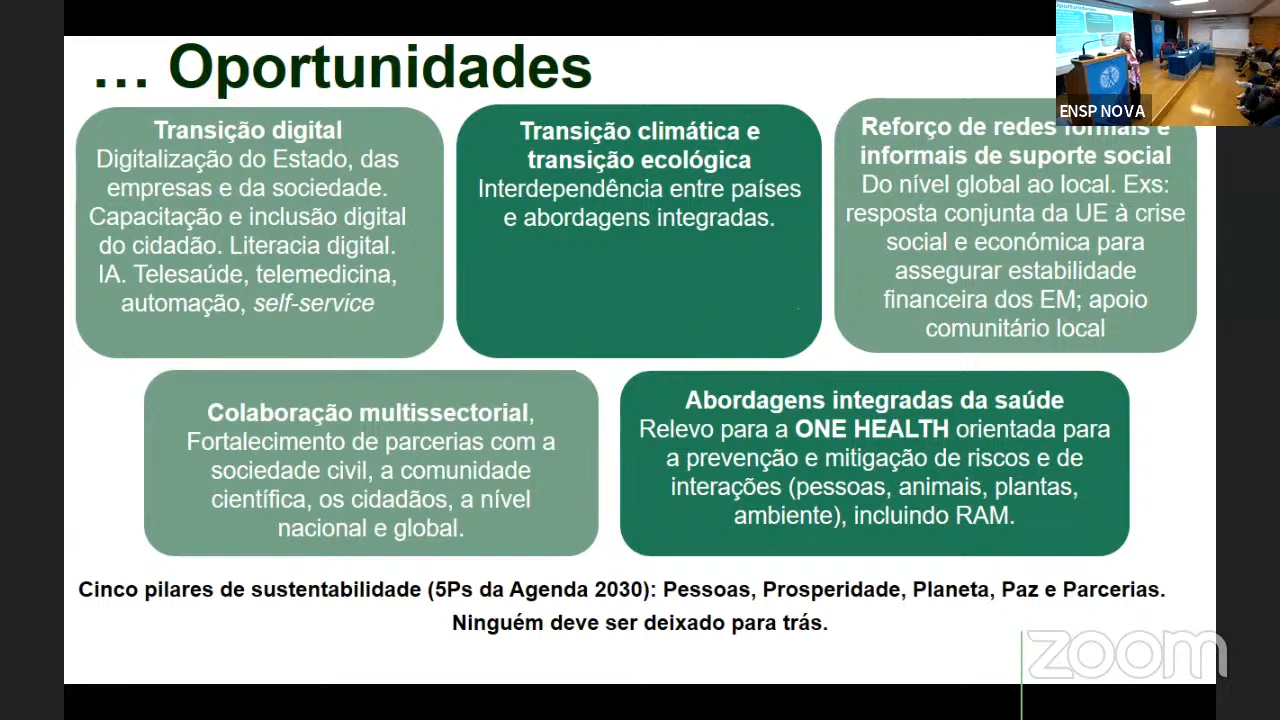 … Oportunidades
Transição digital
Digitalização do Estado, das
empresas e da sociedade.
Capacitação e inclusão digital
do cidadão. Literacia digital.
IA. Telesaúde, telemedicina,
automação, self-service
Transição climática e
transição ecológica
Interdependência entre países
e abordagens integradas.
Reforço de redes formais e
informais de suporte social
Do nível global ao local. Exs:
resposta conjunta da UE à crise
social e económica para
assegurar estabilidade
financeira dos EM; apoio
comunitário local
Colaboração multissectorial,
Fortalecimento de parcerias com a
sociedade civil, a comunidade
científica, os cidadãos, a nível
nacional e global.
Abordagens integradas da saúde
Relevo para a ONE HEALTH orientada para
a prevenção e mitigação de riscos e de
interações (pessoas, animais, plantas,
ambiente), incluindo RAM.
Cinco pilares de sustentabilidade (5Ps da Agenda 2030): Pessoas, Prosperidade, Planeta, Paz e Parcerias.
Ninguém deve ser deixado para trás.
ENSP NOVA
zoom